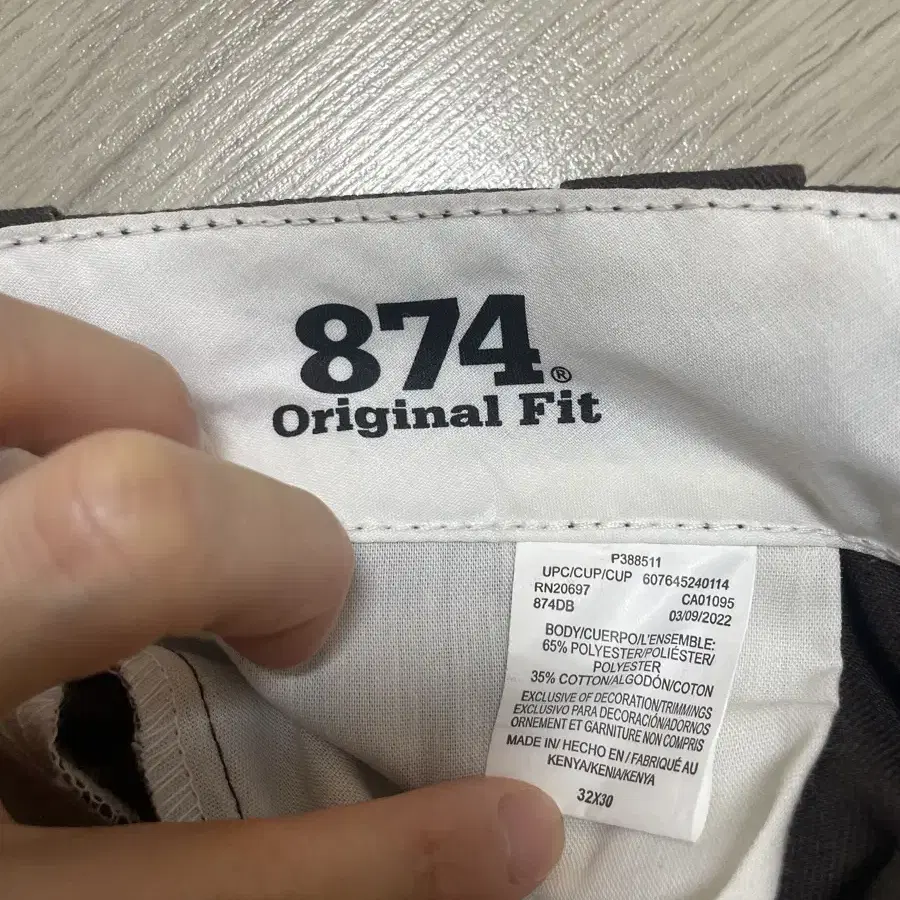 874®
Original Fit
P388511
UPC/CUP/CUP 607645240114
RN20697 CA01095
874DB 03/09/2022
BODY/CUERPO/L'ENSEMBLE:
65% POLYESTER/POLIÉSTER/
POLYESTER
35% COTTON/ALGODÓN/COTON
EXCLUSIVE OF DECORATION/TRIMMINGS
EXCLUSIVO PARA DECORACIÓN/ADORNOS
ORNEMENT ET GARNITURE NON COMPRIS
MADE IN/ HECHO EN / FABRIQUÉ AU
KENYA/KENIA/KENYA
32X30